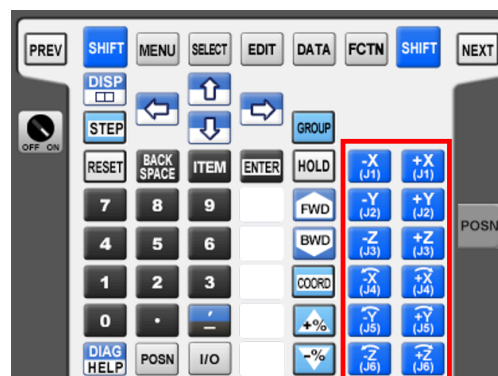 PREV SHIFT MENU SELECT EDIT DATA FCTN SHIFT NEXT
DISP
STEP GROUP
OFF ON
RESET BACK SPACE ITEM ENTER HOLD -X (J1) +X (J1)
7 8 9 FWD -Y (J2) +Y (J2)
POSN
4 5 6 BWD -Z (J3) +Z (J3)
1 2 3 COORD -X (J4) +X (J4)
0 . ′ – +% -Y (J5) +Y (J5)
DIAG HELP POSN I/O -% -Z (J6) +Z (J6)